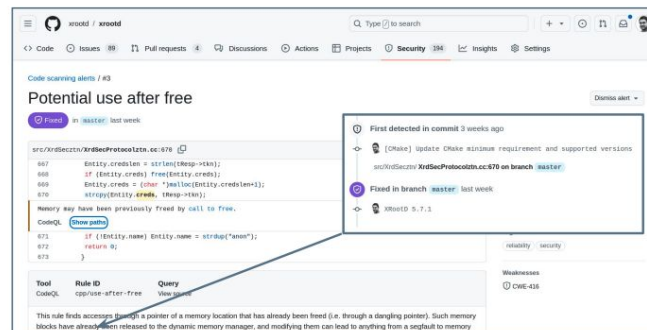 xrootd / xrootd
Type / to search
Code
Issues 89
Pull requests 4
Discussions
Actions
Projects
Security 194
Insights
Settings
Code scanning alerts / #3
Potential use after free
Dismiss alert
Fixed in master last week
src/XrdSecztn/XrdSecProtocolztn.cc:670
667 Entity.credslen = strlen(tResp->tkn);
668 if (Entity.creds) free(Entity.creds);
669 Entity.creds = (char *)malloc(Entity.credslen+1);
670 strcpy(Entity.creds, tResp->tkn);
Memory may have been previously freed by call to free.
CodeQL Show paths
671 if (!Entity.name) Entity.name = strdup("anon");
672 return 0;
673 }
First detected in commit 3 weeks ago
[CMake] Update CMake minimum requirement and supported versions
src/XrdSecztn/XrdSecProtocolztn.cc:670 on branch master
Fixed in branch master last week
XRootD 5.7.1
reliability security
Weaknesses
CWE-416
Tool Rule ID Query
CodeQL cpp/use-after-free View source
This rule finds accesses through a pointer of a memory location that has already been freed (i.e. through a dangling pointer). Such memory
blocks have already been released to the dynamic memory manager, and modifying them can lead to anything from a segfault to memory